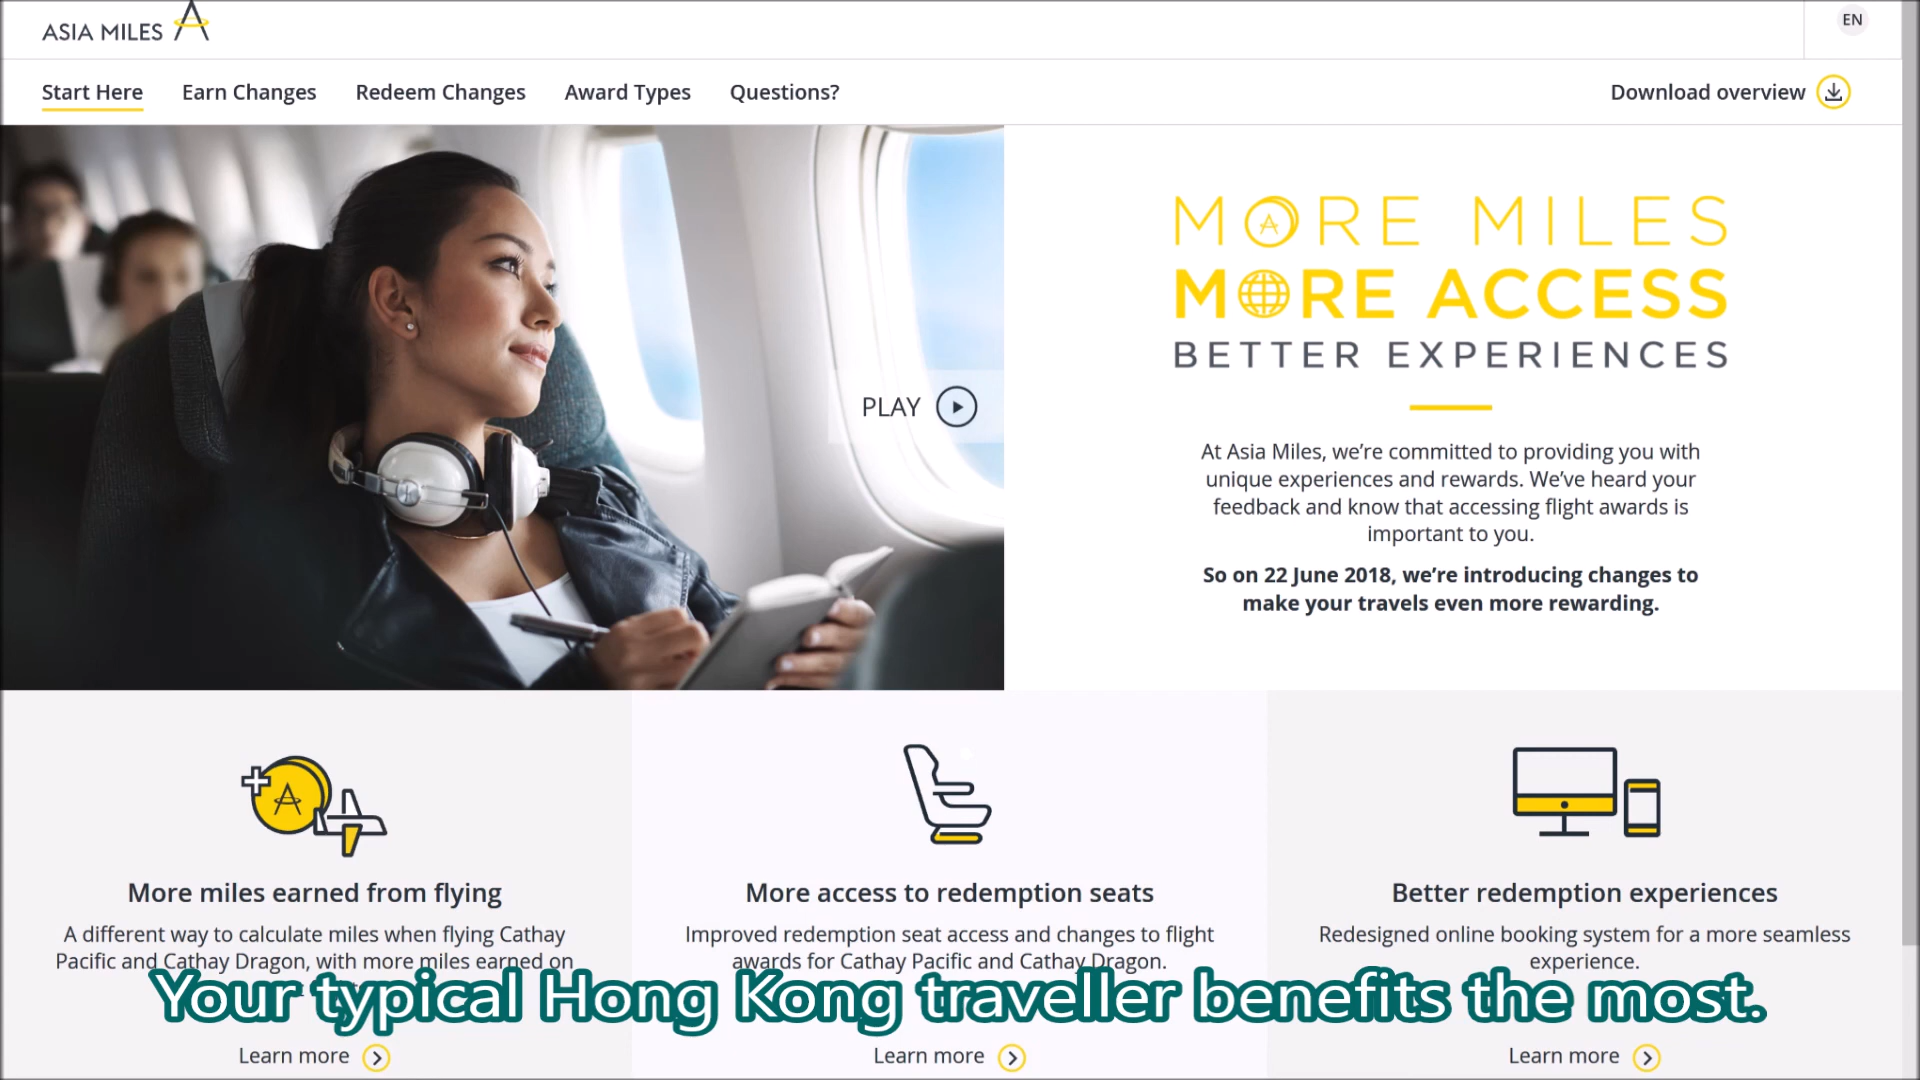 ASIA MILES
EN
Start Here Earn Changes Redeem Changes Award Types Questions? Download overview
PLAY
MORE MILES
MORE ACCESS
BETTER EXPERIENCES
At Asia Miles, we’re committed to providing you with
unique experiences and rewards. We’ve heard your
feedback and know that accessing flight awards is
important to you.
So on 22 June 2018, we’re introducing changes to
make your travels even more rewarding.
More miles earned from flying
A different way to calculate miles when flying Cathay
Pacific and Cathay Dragon, with more miles earned on
Learn more
More access to redemption seats
Improved redemption seat access and changes to flight
awards for Cathay Pacific and Cathay Dragon.
Learn more
Better redemption experiences
Redesigned online booking system for a more seamless
experience.
Learn more
Your typical Hong Kong traveller benefits the most.